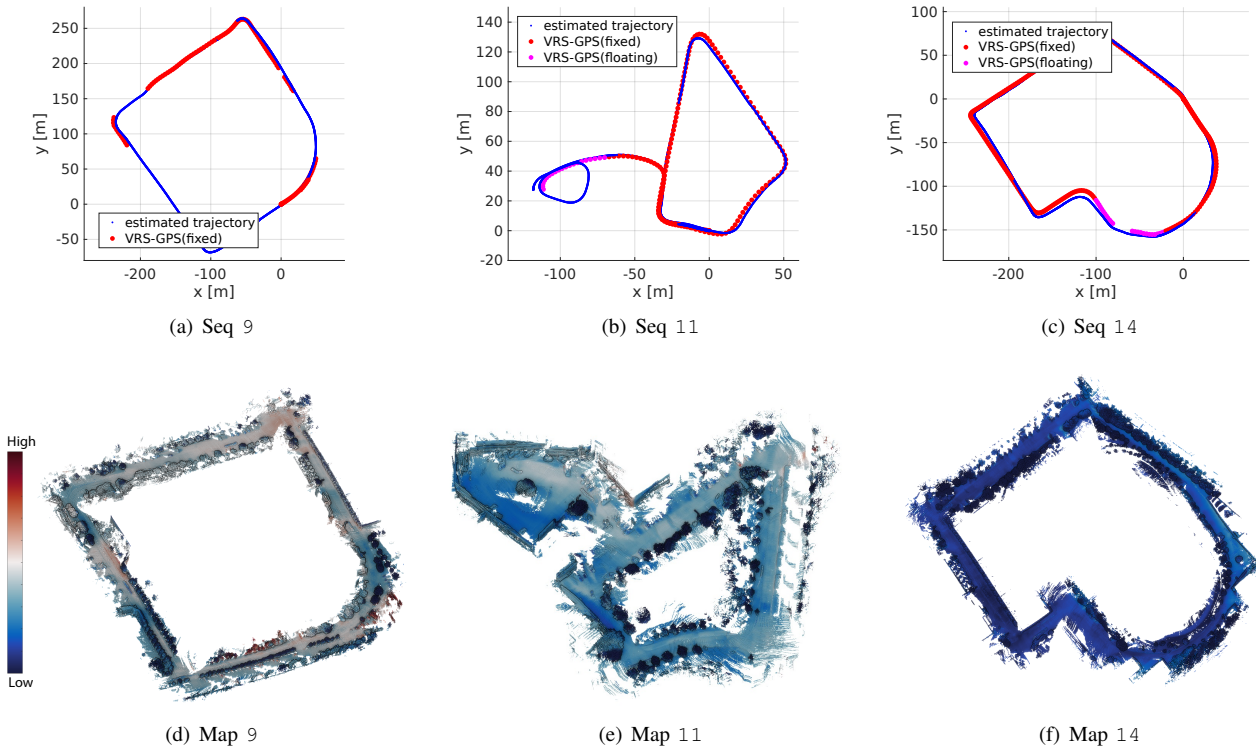 250
200
150
100
50
0
-50
y [m]
estimated trajectory
VRS-GPS(fixed)
-200 -100 0
x [m]
(a) Seq 9
140
120
100
80
60
40
20
0
-20
y [m]
estimated trajectory
VRS-GPS(fixed)
VRS-GPS(floating)
-100 -50 0 50
x [m]
(b) Seq 11
100
50
0
-50
-100
-150
y [m]
estimated trajectory
VRS-GPS(fixed)
VRS-GPS(floating)
-200 -100 0
x [m]
(c) Seq 14
High
Low
(d) Map 9
(e) Map 11
(f) Map 14